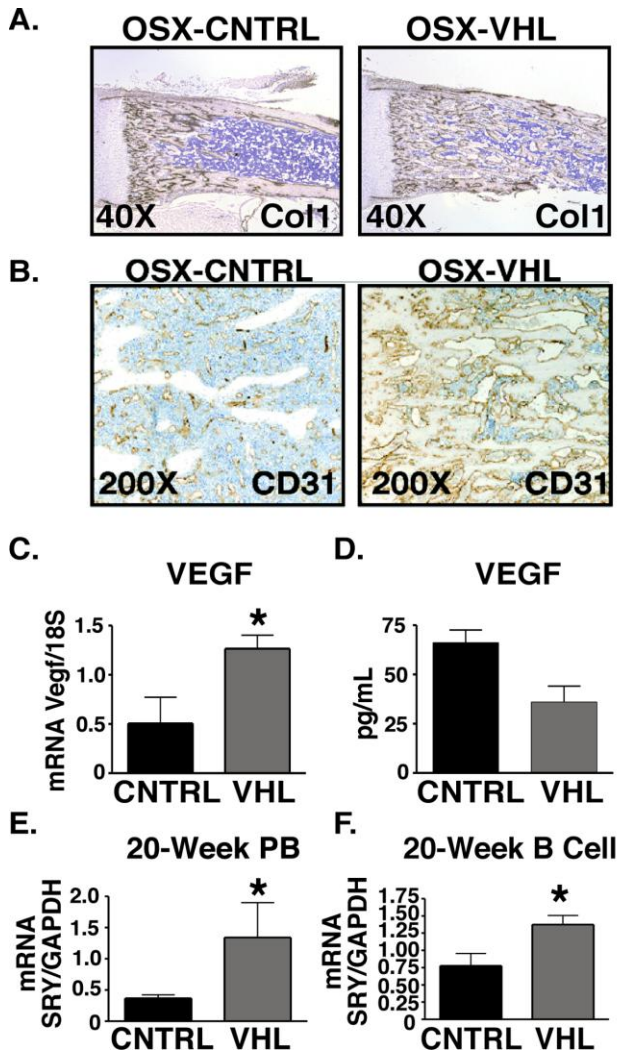 A.
OSX-CNTRL OSX-VHL
40X Col1 40X Col1
B.
OSX-CNTRL OSX-VHL
200X CD31 200X CD31
C. D.
VEGF VEGF
mRNA Vegf/18S
1.5
1.0
0.5
0
*
CNTRL VHL
pg/mL
75
50
25
0
CNTRL VHL
E. F.
20-Week PB 20-Week B Cell
mRNA
SRY/GAPDH
2.0
1.5
1.0
0.5
0
*
CNTRL VHL
mRNA
SRY/GAPDH
1.75
1.50
1.25
1.00
0.75
0.50
0.25
0
*
CNTRL VHL